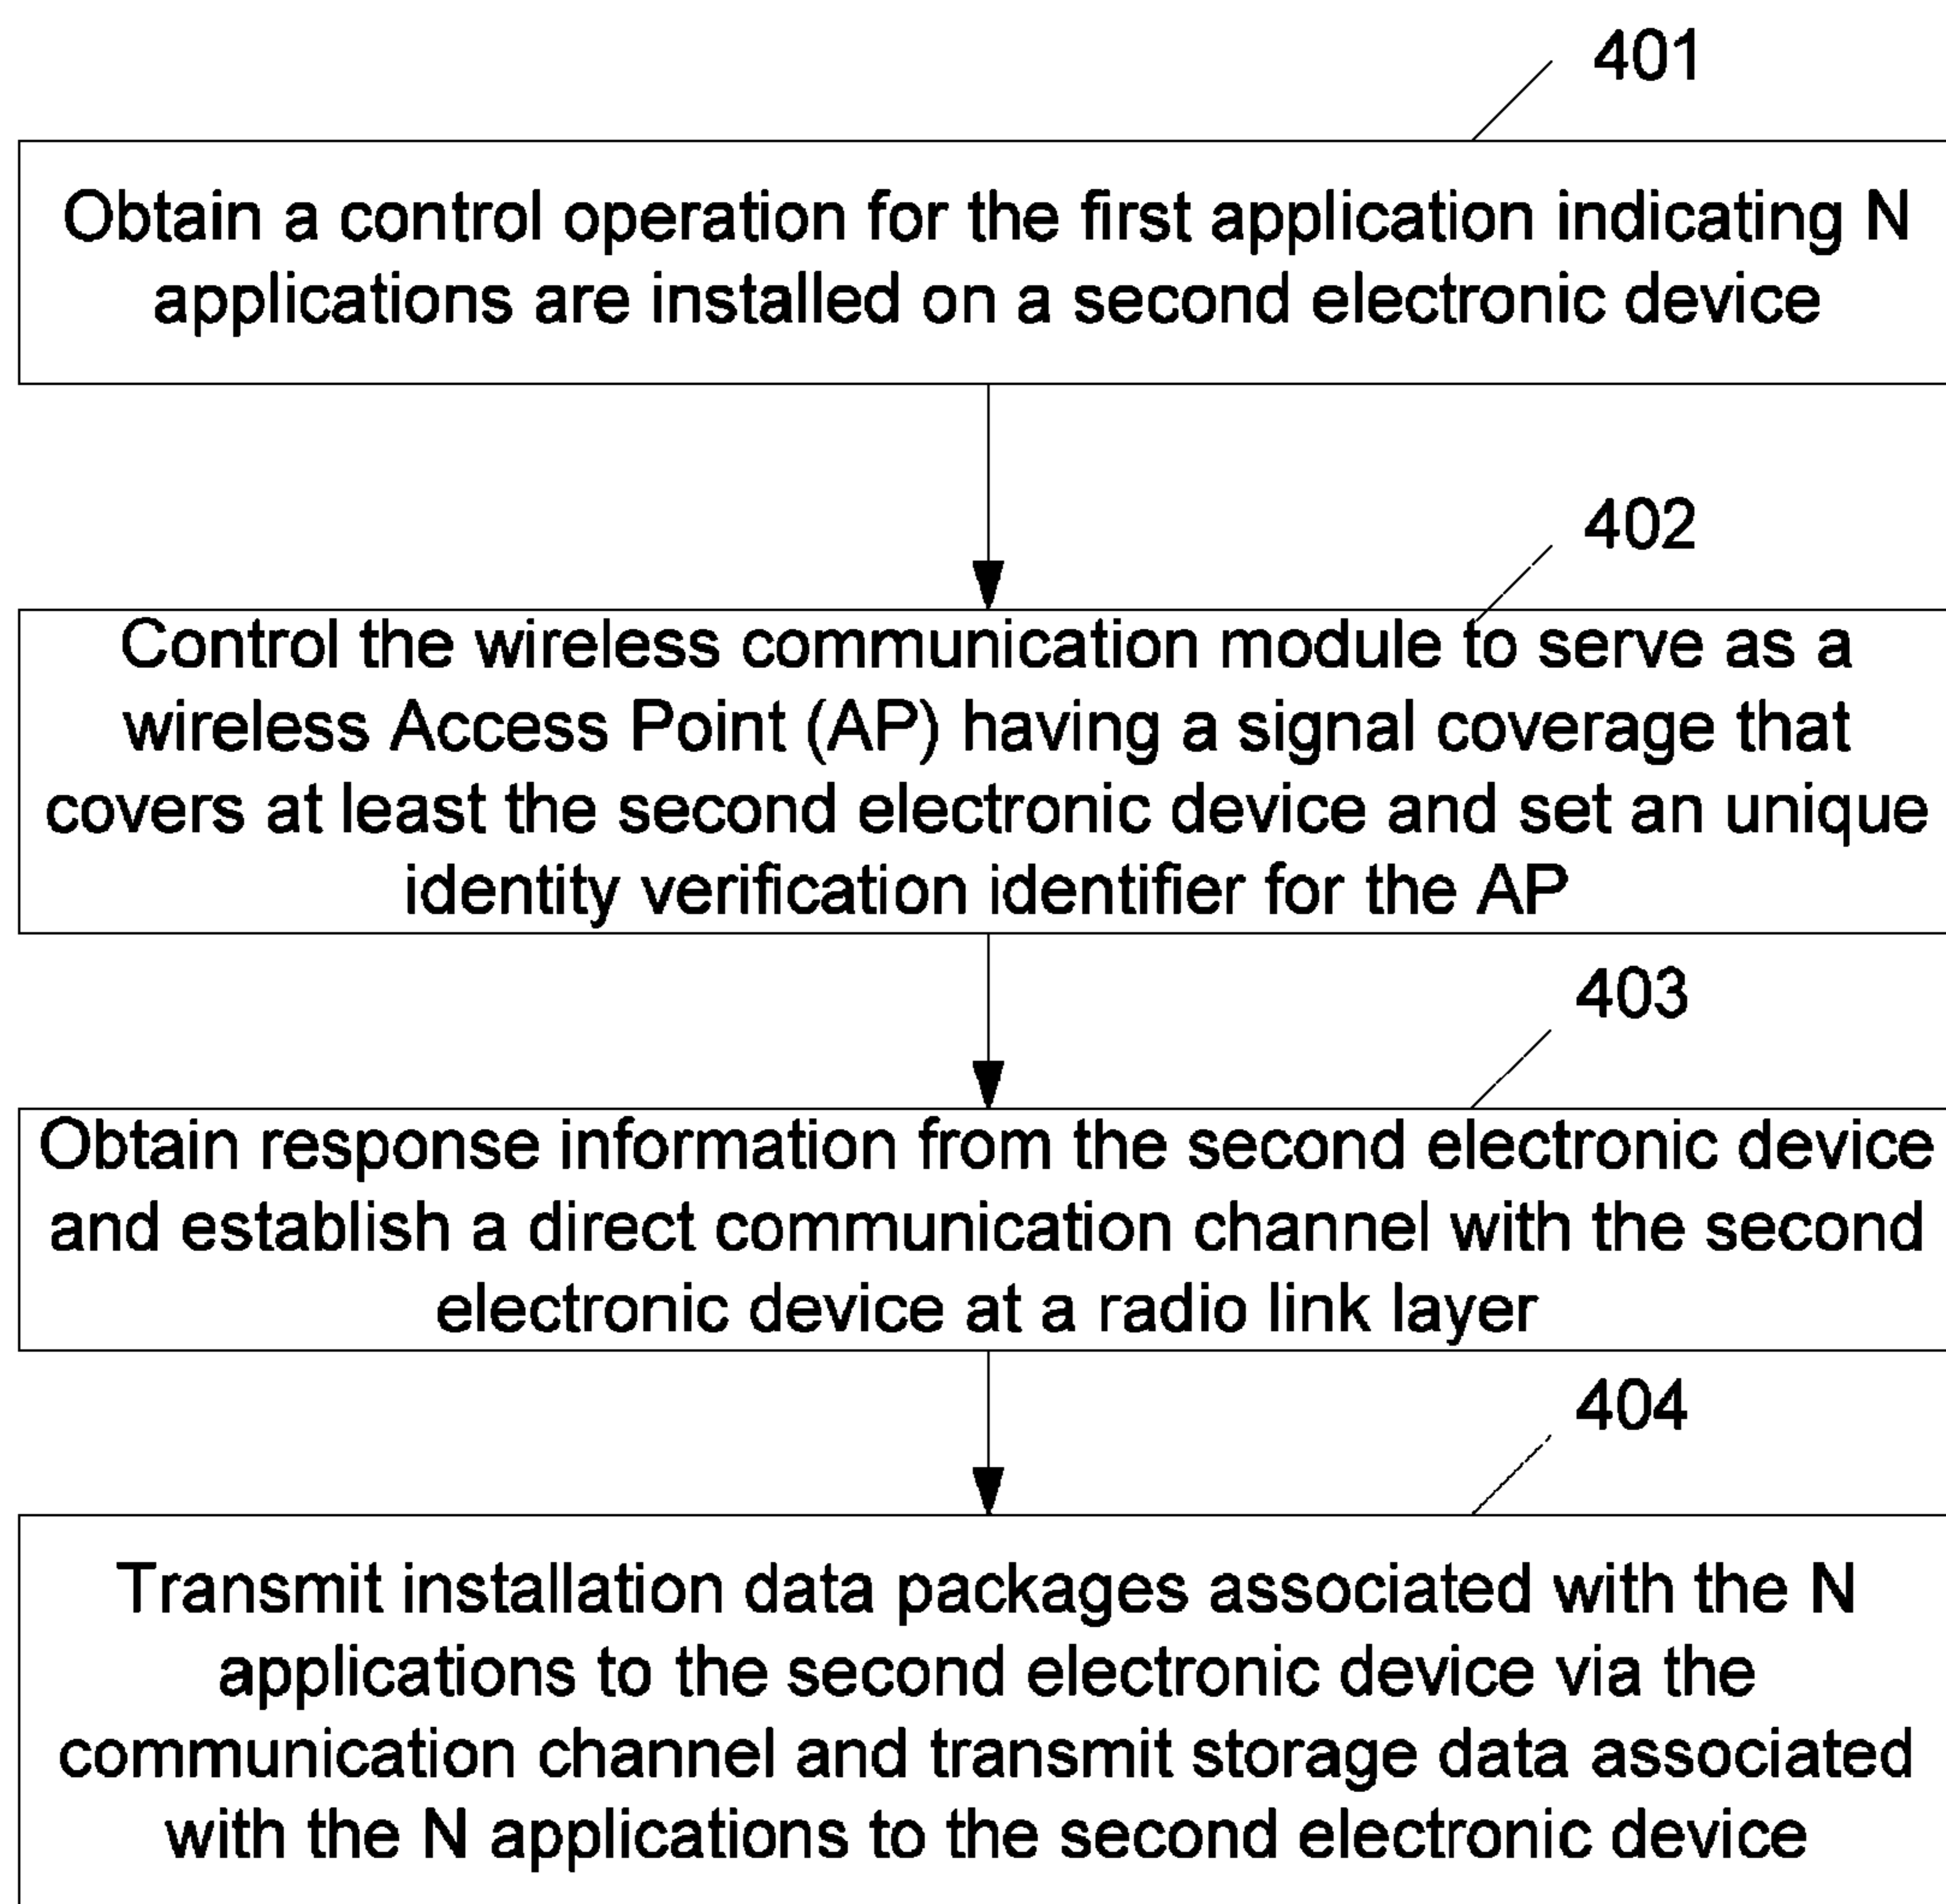 401
Obtain a control operation for the first application indicating N
applications are installed on a second electronic device
402
Control the wireless communication module to serve as a
wireless Access Point (AP) having a signal coverage that
covers at least the second electronic device and set an unique
identity verification identifier for the AP
403
Obtain response information from the second electronic device
and establish a direct communication channel with the second
electronic device at a radio link layer
404
Transmit installation data packages associated with the N
applications to the second electronic device via the
communication channel and transmit storage data associated
with the N applications to the second electronic device